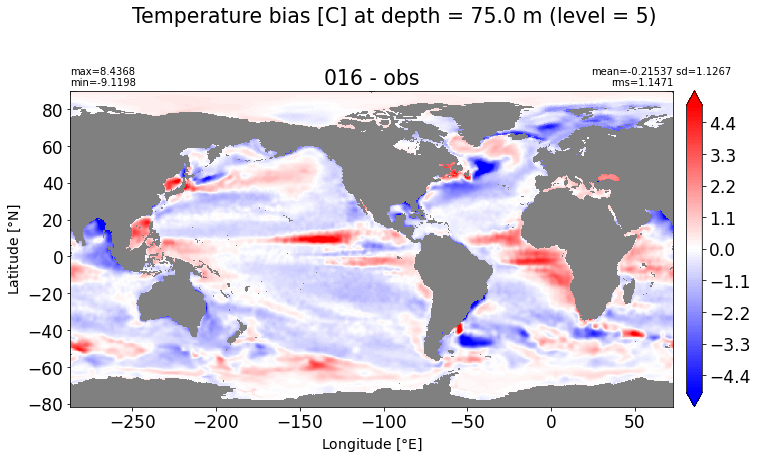 Temperature bias [C] at depth = 75.0 m (level = 5)
max=8.4368
min=-9.1198
016 - obs
mean=-0.21537 sd=1.1267
rms=1.1471
80
60
40
20
0
−20
−40
−60
−80
Latitude [°N]
−250 −200 −150 −100 −50 0 50
Longitude [°E]
4.4
3.3
2.2
1.1
0.0
−1.1
−2.2
−3.3
−4.4